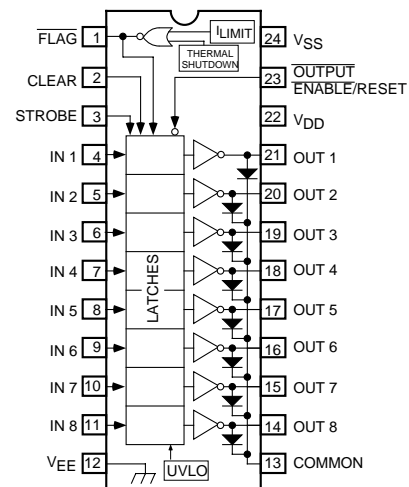 FLAG 1 ILIMIT 24 VSS
THERMAL
SHUTDOWN
CLEAR 2 23 OUTPUT
ENABLE/RESET
STROBE 3 22 VDD
IN 1 4 21 OUT 1
IN 2 5 20 OUT 2
IN 3 6 19 OUT 3
IN 4 7 18 OUT 4
LATCHES
IN 5 8 17 OUT 5
IN 6 9 16 OUT 6
IN 7 10 15 OUT 7
IN 8 11 14 OUT 8
VEE 12 UVLO 13 COMMON